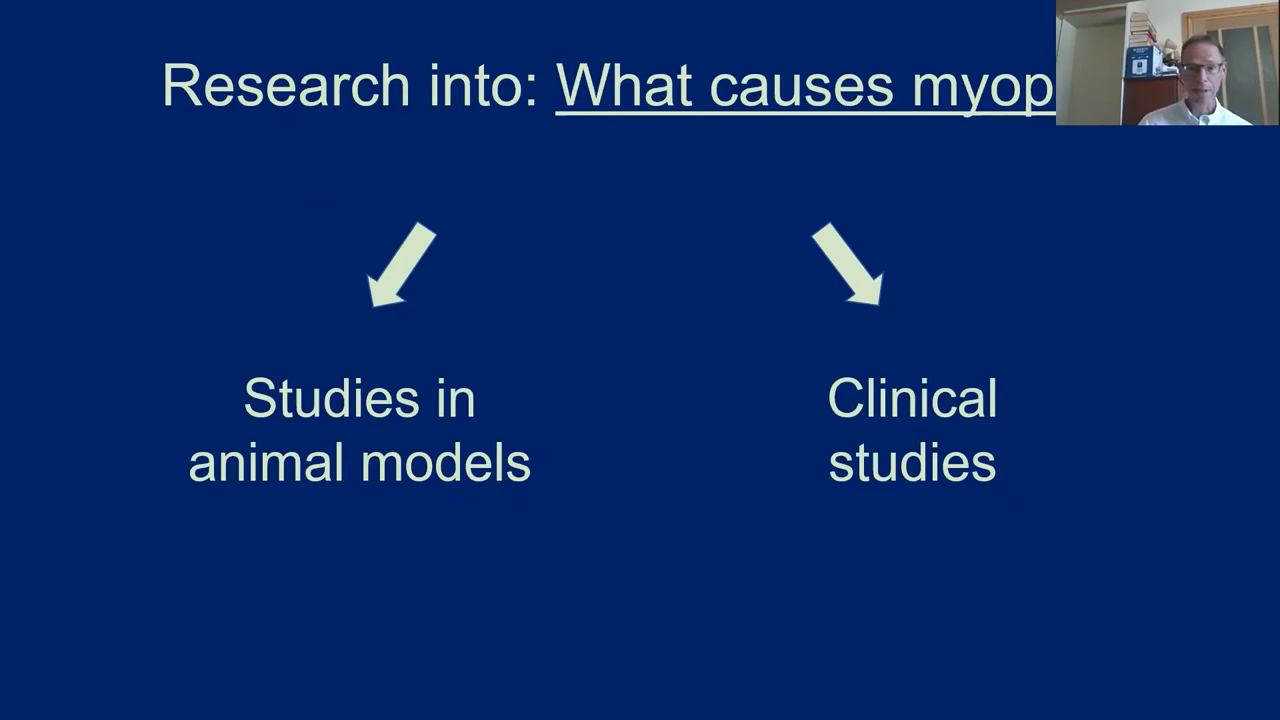 Research into: What causes myop
Studies in
animal models
Clinical
studies